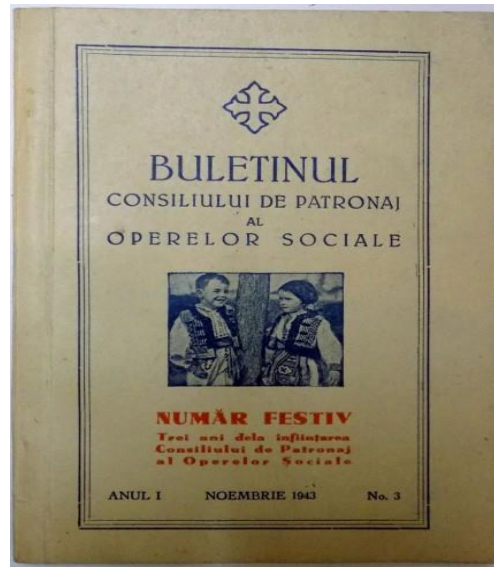 BULETINUL
CONSILIULUI DE PATRONAJ
AL
OPERELOR SOCIALE
NUMĂR FESTIV
Trei ani dela înființarea
Consiliului de Patronaj
al Operelor Sociale
ANUL I NOEMBRIE 1943 No. 3